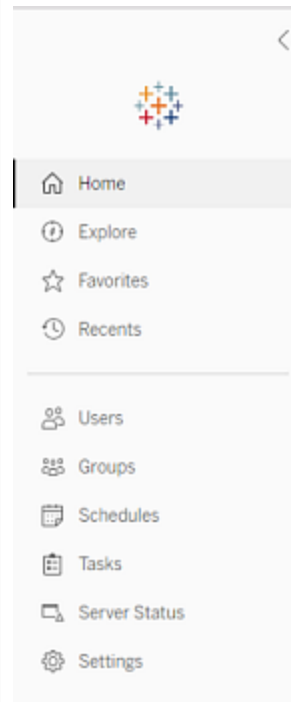 Home
Explore
Favorites
Recents
Users
Groups
Schedules
Tasks
Server Status
Settings